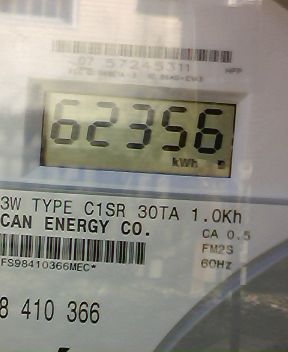 07 57245311
62356
kWh
3W TYPE C1SR 30TA 1.0Kh
CAN ENERGY CO.
CA 0.5
FM2S
FS98410366MEC*
60Hz
8 410 366